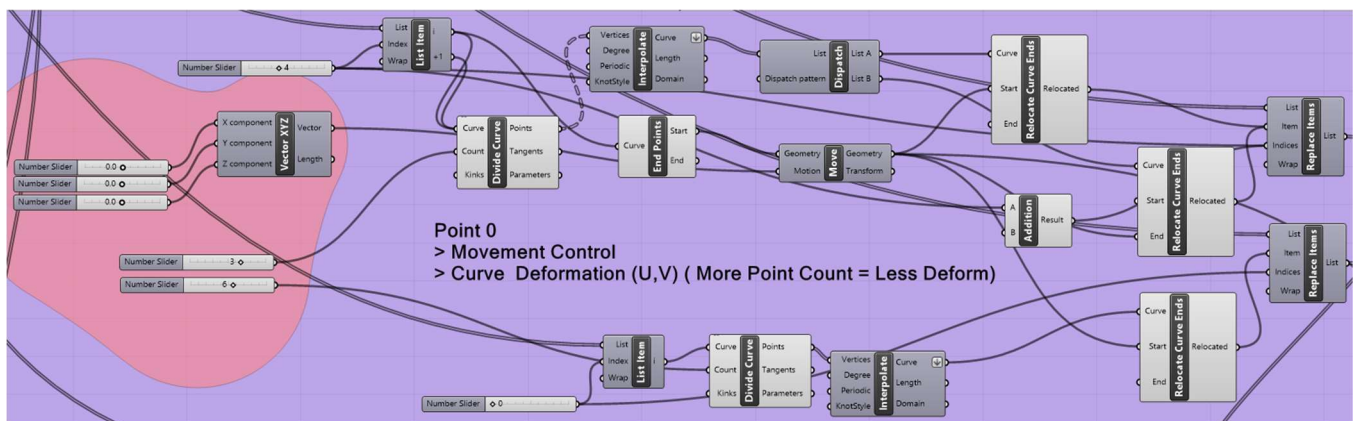 List
Index
Wrap
List Item
i
+1
Number Slider
4
Vertices
Degree
Periodic
KnotStyle
Interpolate
Curve
Length
Domain
List
Dispatch pattern
Dispatch
List A
List B
Curve
Start
End
Relocate Curve Ends
Relocated
List
Item
Indices
Wrap
Replace Items
List
X component
Y component
Z component
Vector XYZ
Vector
Length
Number Slider
0.0
Number Slider
0.0
Number Slider
0.0
Curve
Count
Kinks
Divide Curve
Points
Tangents
Parameters
Curve
End Points
Start
End
Geometry
Motion
Move
Geometry
Transform
Curve
Start
End
Relocate Curve Ends
Relocated
A
B
Addition
Result
Point 0
> Movement Control
> Curve Deformation (U,V) ( More Point Count = Less Deform)
List
Item
Indices
Wrap
Replace Items
List
Number Slider
3
Number Slider
6
Curve
Start
End
Relocate Curve Ends
Relocated
List
Index
Wrap
List Item
i
Curve
Count
Kinks
Divide Curve
Points
Tangents
Parameters
Vertices
Degree
Periodic
KnotStyle
Interpolate
Curve
Length
Domain
Number Slider
0